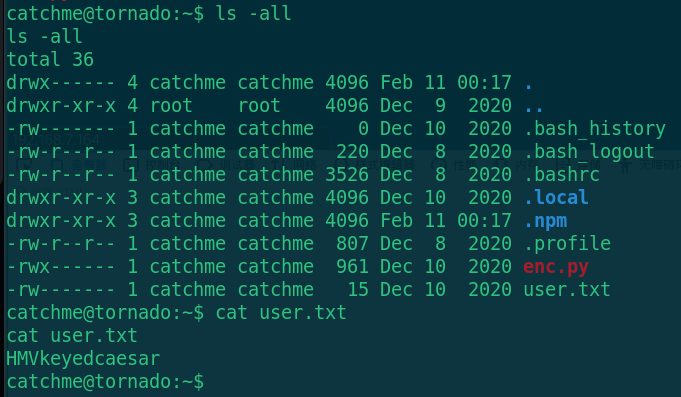 catchme@tornado:~$ ls -all
ls -all
total 36
drwx------ 4 catchme catchme 4096 Feb 11 00:17 .
drwxr-xr-x 4 root    root    4096 Dec  9  2020 ..
-rw------- 1 catchme catchme    0 Dec 10  2020 .bash_history
-rw-r--r-- 1 catchme catchme  220 Dec  8  2020 .bash_logout
-rw-r--r-- 1 catchme catchme 3526 Dec  8  2020 .bashrc
drwxr-xr-x 3 catchme catchme 4096 Dec 10  2020 .local
drwxr-xr-x 3 catchme catchme 4096 Feb 11 00:17 .npm
-rw-r--r-- 1 catchme catchme  807 Dec  8  2020 .profile
-rwx------ 1 catchme catchme  961 Dec 10  2020 enc.py
-rw------- 1 catchme catchme   15 Dec 10  2020 user.txt
catchme@tornado:~$ cat user.txt
cat user.txt
HMVkeyedcaesar
catchme@tornado:~$